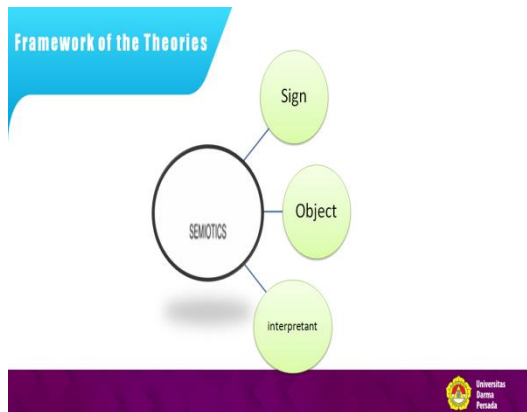 Framework of the Theories
Sign
SEMIOTICS
Object
interpretant
Universitas
Darma
Persada